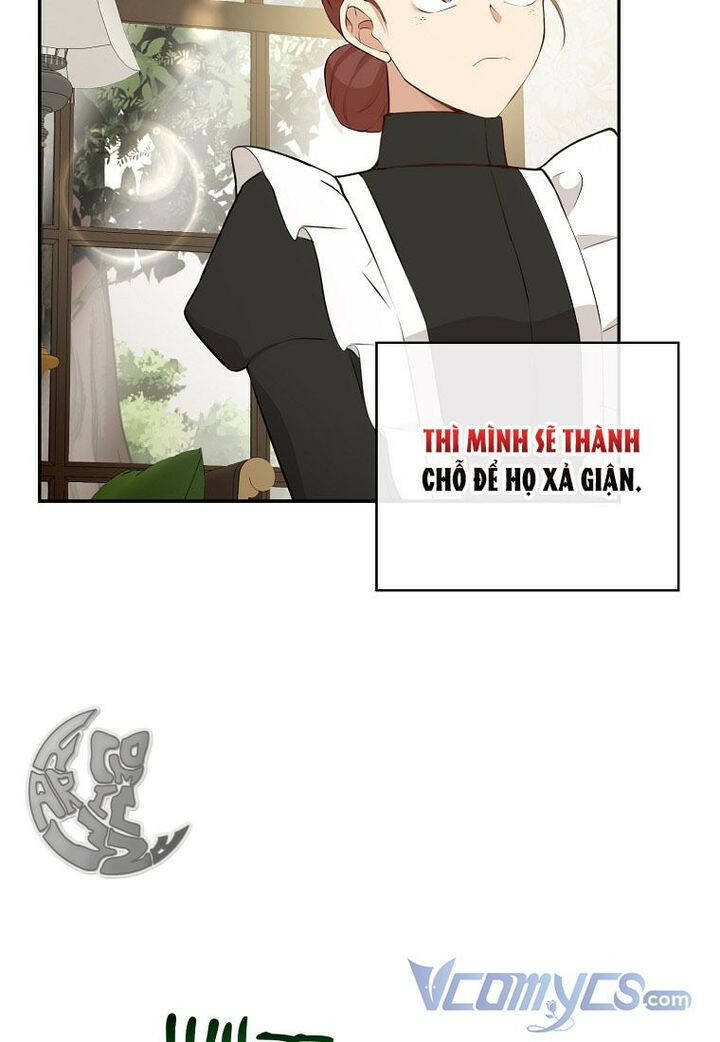 THÌ MÌNH SẼ THÀNH
CHỖ ĐỂ HỌ XẢ GIẬN.
VCOMYCS.com